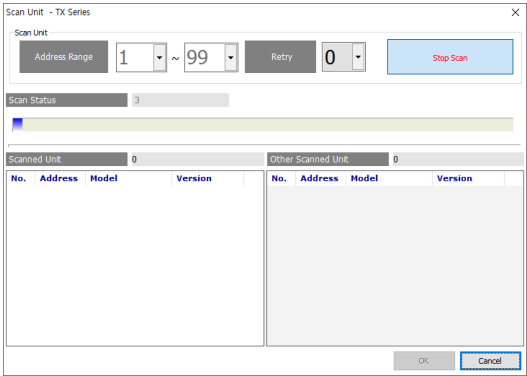 Scan Unit - TX Series
Scan Unit
Address Range 1 ~ 99 Retry 0 Stop Scan
Scan Status 3
Scanned Unit 0 Other Scanned Unit 0
No. Address Model Version No. Address Model Version
OK Cancel